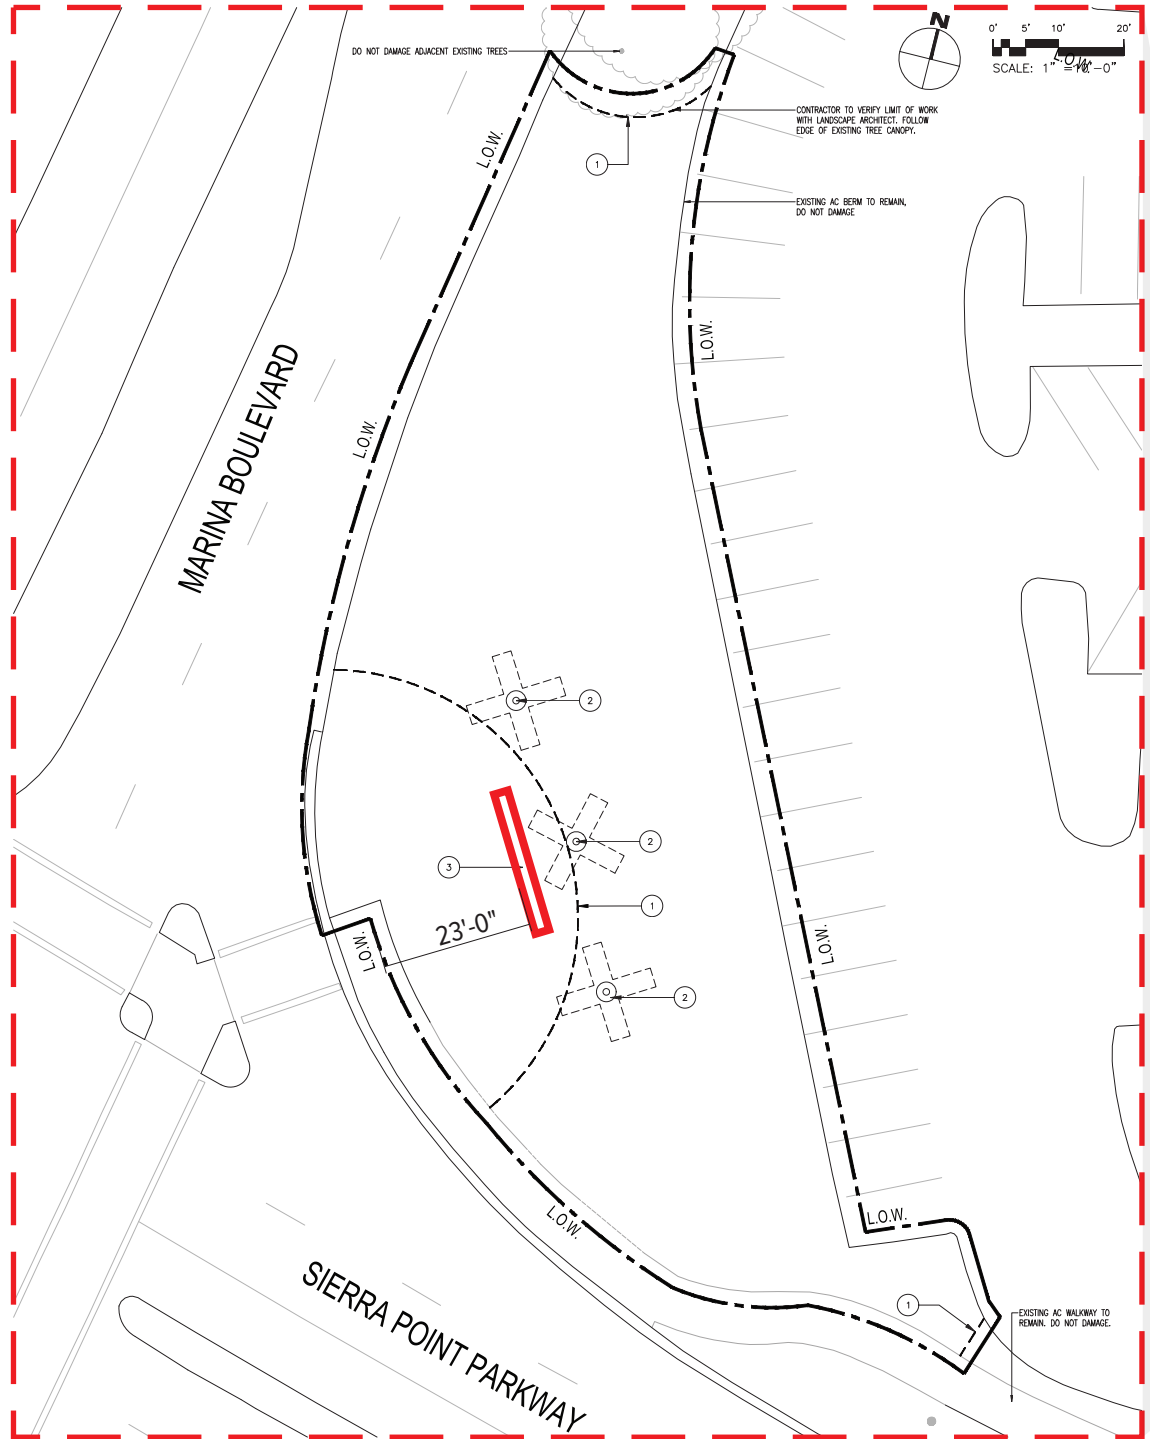 N
0' 5' 10' 20'
SCALE: 1" =10'-0"
L.O.W.
DO NOT DAMAGE ADJACENT EXISTING TREES
CONTRACTOR TO VERIFY LIMIT OF WORK
WITH LANDSCAPE ARCHITECT. FOLLOW
EDGE OF EXISTING TREE CANOPY.
L.O.W.
1
EXISTING AC BERM TO REMAIN,
DO NOT DAMAGE
L.O.W.
L.O.W.
MARINA BOULEVARD
2
2
3
1
23'-0"
L.O.W.
L.O.W.
2
L.O.W.
L.O.W.
SIERRA POINT PARKWAY
1
EXISTING AC WALKWAY TO
REMAIN. DO NOT DAMAGE.